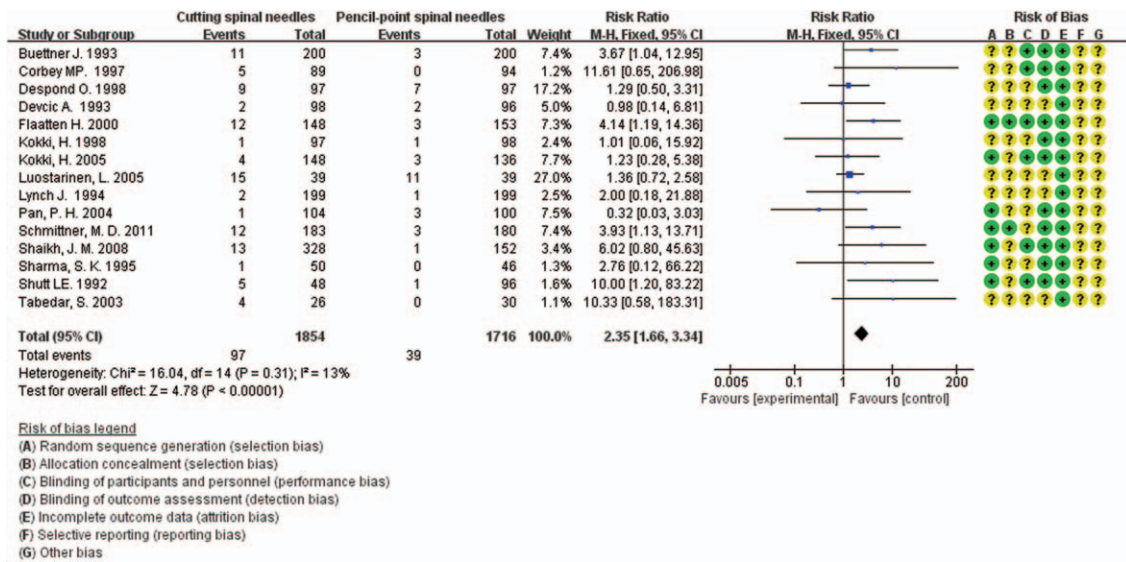 Cutting spinal needles Pencil-point spinal needles Risk Ratio Risk Ratio Risk of Bias
Study or Subgroup Events Total Events Total Weight M-H, Fixed, 95% CI M-H, Fixed, 95% CI A B C D E F G
Buettner J. 1993 11 200 3 200 7.4% 3.67 [1.04, 12.95] ? ? + + + ? ?
Corbey MP. 1997 5 89 0 94 1.2% 11.61 [0.65, 206.98] ? ? + + + ? ?
Despond O. 1998 9 97 7 97 17.2% 1.29 [0.50, 3.31] ? ? ? + + ? ?
Devcic A. 1993 2 98 2 96 5.0% 0.98 [0.14, 6.81] ? ? ? ? + ? ?
Flaatten H. 2000 12 148 3 153 7.3% 4.14 [1.19, 14.36] + + + + + ? ?
Kokki, H. 1998 1 97 1 98 2.4% 1.01 [0.06, 15.92] ? ? ? + + ? ?
Kokki, H. 2005 4 148 3 136 7.7% 1.23 [0.28, 5.38] + ? + + + ? ?
Luostarinen, L. 2005 15 39 11 39 27.0% 1.36 [0.72, 2.58] ? ? ? ? + ? ?
Lynch J. 1994 2 199 1 199 2.5% 2.00 [0.18, 21.88] ? ? ? ? + ? ?
Pan, P. H. 2004 1 104 3 100 7.5% 0.32 [0.03, 3.03] + ? ? + + ? ?
Schmittner, M. D. 2011 12 183 3 180 7.4% 3.93 [1.13, 13.71] + + ? + + ? ?
Shaikh, J. M. 2008 13 328 1 152 3.4% 6.02 [0.80, 45.63] + ? + + + ? ?
Sharma, S. K. 1995 1 50 0 46 1.3% 2.76 [0.12, 66.22] ? ? ? + + ? ?
Shutt LE. 1992 5 48 1 96 1.6% 10.00 [1.20, 83.22] + ? + + + ? ?
Tabedar, S. 2003 4 26 0 30 1.1% 10.33 [0.58, 183.31] ? ? ? ? + ? ?
Total (95% CI) 1854 1716 100.0% 2.35 [1.66, 3.34]
Total events 97 39
Heterogeneity: Chi² = 16.04, df = 14 (P = 0.31); I² = 13%
Test for overall effect: Z = 4.78 (P < 0.00001)
0.005 0.1 1 10 200
Favours [experimental] Favours [control]
Risk of bias legend
(A) Random sequence generation (selection bias)
(B) Allocation concealment (selection bias)
(C) Blinding of participants and personnel (performance bias)
(D) Blinding of outcome assessment (detection bias)
(E) Incomplete outcome data (attrition bias)
(F) Selective reporting (reporting bias)
(G) Other bias